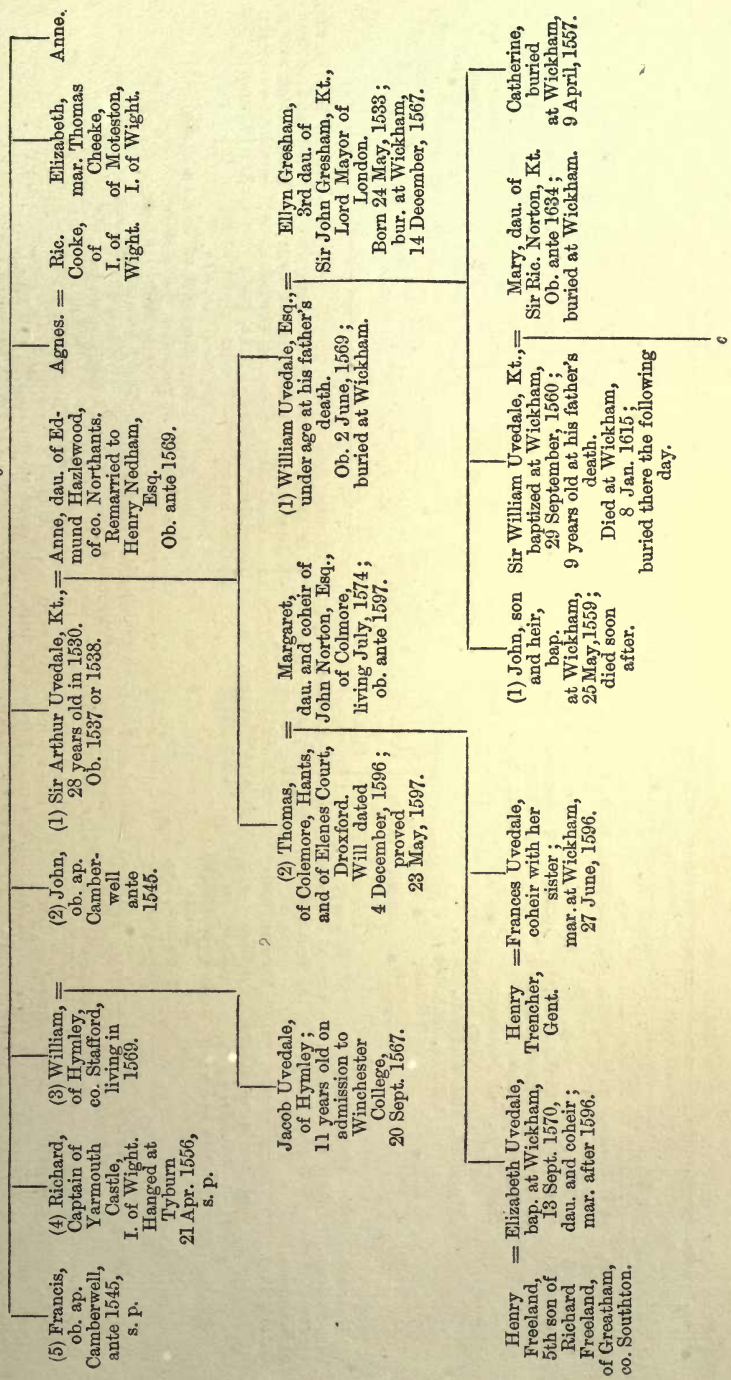 (5) Francis,
ob. ap.
Camberwell,
ante 1545,
s. p.
(4) Richard,
Captain of
Yarmouth
Castle,
I. of Wight.
Hanged at
Tyburn
21 Apr. 1556,
s. p.
(3) William, =
of Hymley,
co. Stafford,
living in
1569.
(2) John,
ob. ap.
Camber-
well
ante
1545.
(1) Sir Arthur Uvedale, Kt., =
28 years old in 1530.
Ob. 1537 or 1538.
Anne, dau. of Ed-
mund Hazlewood,
of co. Northants.
Remarried to
Henry Nedham,
Esq.
Ob. ante 1569.
Agnes. =
Ric.
Cooke,
of
I. of
Wight.
Elizabeth,
mar. Thomas
Cheeke,
of Moteston,
I. of Wight.
Anne.
Jacob Uvedale,
of Hymley;
11 years old on
admission to
Winchester
College,
20 Sept. 1567.
(2) Thomas,
of Colemore, Hants,
and of Elenes Court,
Droxford.
Will dated
4 December, 1596;
proved
23 May, 1597.
=
Margaret,
dau. and coheir of
John Norton, Esq.,
of Colmore,
living July, 1574;
ob. ante 1597.
(1) William Uvedale, Esq., =
under age at his father's
death.
Ob. 2 June, 1569;
buried at Wickham.
Ellyn Gresham,
3rd dau. of
Sir John Gresham, Kt.,
Lord Mayor of
London.
Born 24 May, 1533;
bur. at Wickham,
14 December, 1567.
Henry
Freeland,
5th son of
Richard
Freeland,
of Greatham,
co. Southton.
= Elizabeth Uvedale,
bap. at Wickham,
13 Sept. 1570,
dau. and coheir;
mar. after 1596.
Henry
Trencher,
Gent.
= Frances Uvedale,
coheir with her
sister;
mar. at Wickham,
27 June, 1596.
(1) John, son
and heir,
bap.
at Wickham,
25 May, 1559;
died soon
after.
Sir William Uvedale, Kt., =
baptized at Wickham,
29 September, 1560;
9 years old at his father's
death.
Died at Wickham,
8 Jan. 1615;
buried there the following
day.
Mary, dau. of
Sir Ric. Norton, Kt.
Ob. ante 1634;
buried at Wickham.
Catherine,
buried
at Wickham,
9 April, 1557.
c